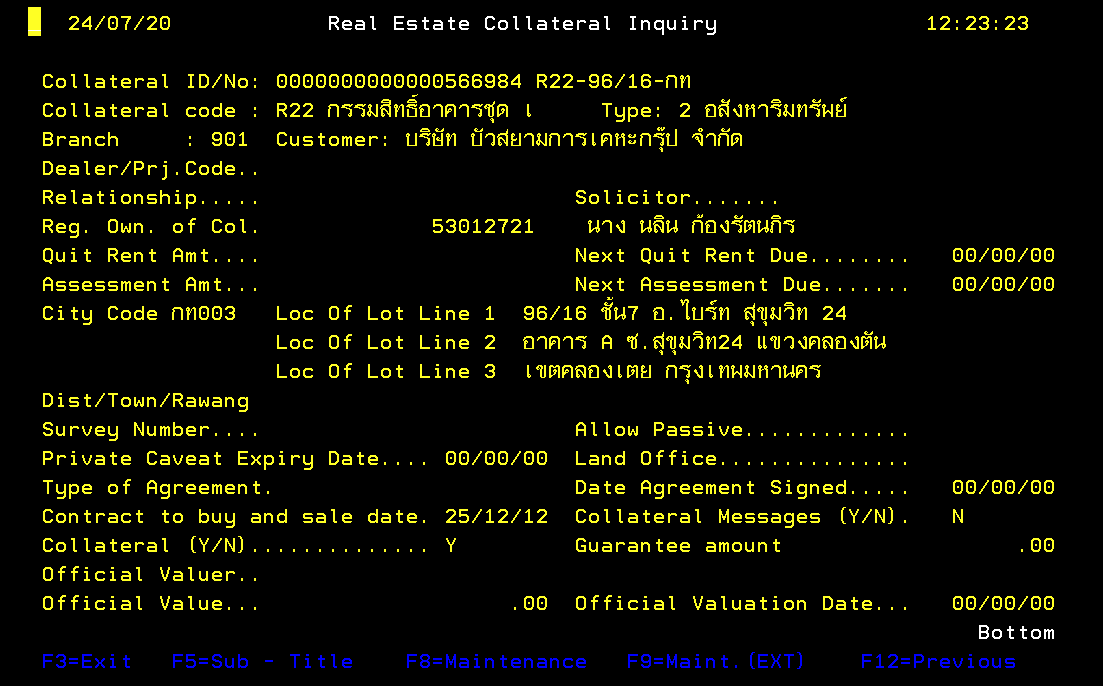 24/07/20 Real Estate Collateral Inquiry 12:23:23
Collateral ID/No: 0000000000000566984 R22-96/16-กท
Collateral code : R22 กรรมสิทธิ์อาคารชุด เ Type: 2 อสังหาริมทรัพย์
Branch : 901 Customer: บริษัท บัวสยามการเคหะกรุ๊ป จำกัด
Dealer/Prj.Code..
Relationship..... Solicitor.......
Reg. Own. of Col. 53012721 นาง นลิน ก้องรัตนภิร
Quit Rent Amt.... Next Quit Rent Due........ 00/00/00
Assessment Amt... Next Assessment Due....... 00/00/00
City Code กท003 Loc Of Lot Line 1 96/16 ชั้น7 อ.ไบร์ท สุขุมวิท 24
Loc Of Lot Line 2 อาคาร A ซ.สุขุมวิท24 แขวงคลองตัน
Loc Of Lot Line 3 เขตคลองเตย กรุงเทพมหานคร
Dist/Town/Rawang
Survey Number.... Allow Passive.............
Private Caveat Expiry Date.... 00/00/00 Land Office...............
Type of Agreement. Date Agreement Signed..... 00/00/00
Contract to buy and sale date. 25/12/12 Collateral Messages (Y/N). N
Collateral (Y/N).............. Y Guarantee amount .00
Official Valuer..
Official Value... .00 Official Valuation Date... 00/00/00
Bottom
F3=Exit F5=Sub - Title F8=Maintenance F9=Maint.(EXT) F12=Previous